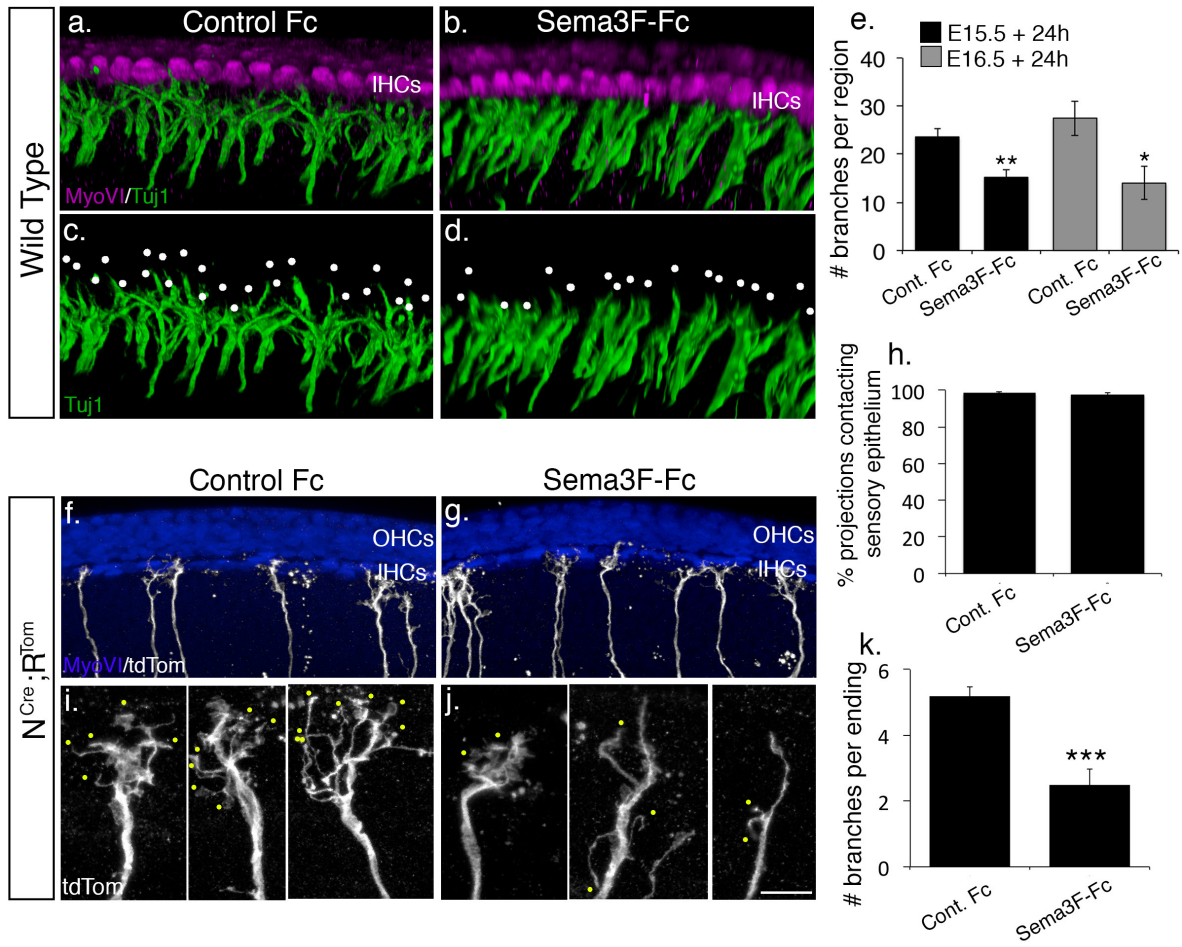 Control Fc
Sema3F-Fc
Wild Type
a.
IHCs
MyoVI/Tuj1
b.
IHCs
c.
Tuj1
d.
e.
E15.5 + 24h
E16.5 + 24h
# branches per region
40
30
20
10
0
**
*
Cont. Fc
Sema3F-Fc
Cont. Fc
Sema3F-Fc
h.
% projections contacting
sensory epithelium
100
80
60
40
20
0
Cont. Fc
Sema3F-Fc
Control Fc
Sema3F-Fc
NCre;RTom
f.
OHCs
IHCs
MyoVI/tdTom
g.
OHCs
IHCs
i.
tdTom
j.
k.
# branches per ending
6
4
2
0
***
Cont. Fc
Sema3F-Fc